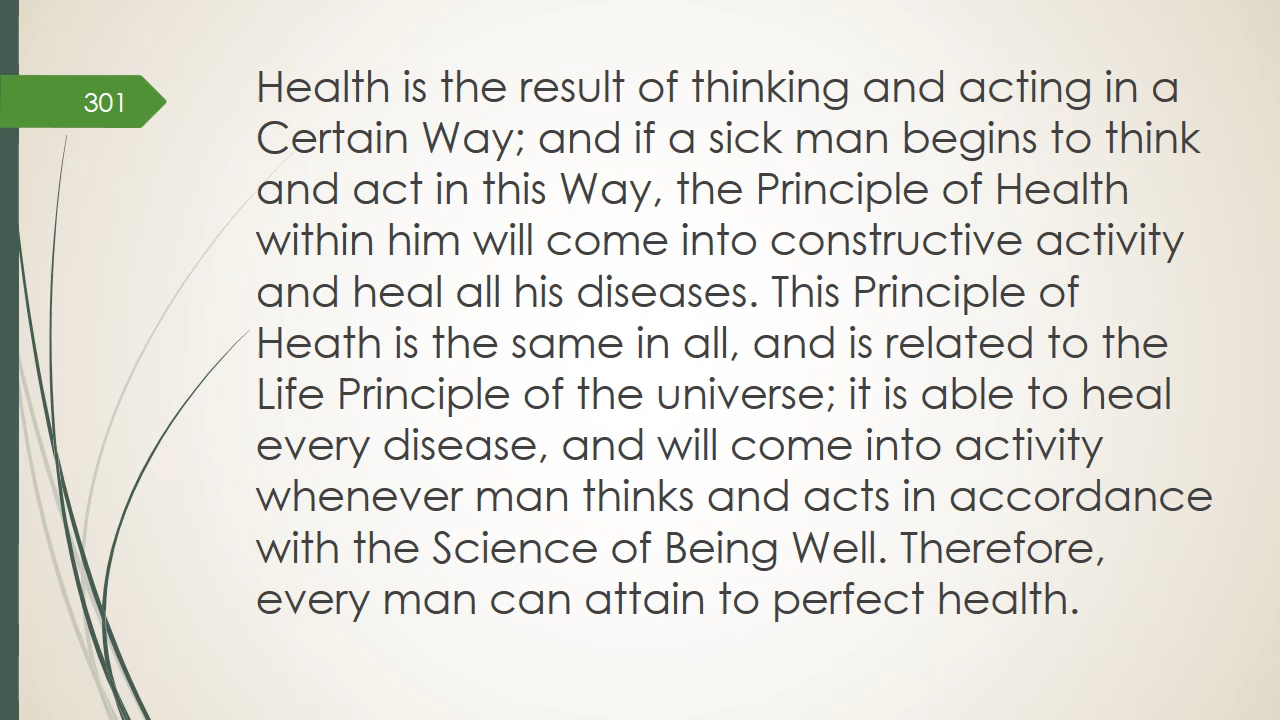 301
Health is the result of thinking and acting in a
Certain Way; and if a sick man begins to think
and act in this Way, the Principle of Health
within him will come into constructive activity
and heal all his diseases. This Principle of
Heath is the same in all, and is related to the
Life Principle of the universe; it is able to heal
every disease, and will come into activity
whenever man thinks and acts in accordance
with the Science of Being Well. Therefore,
every man can attain to perfect health.